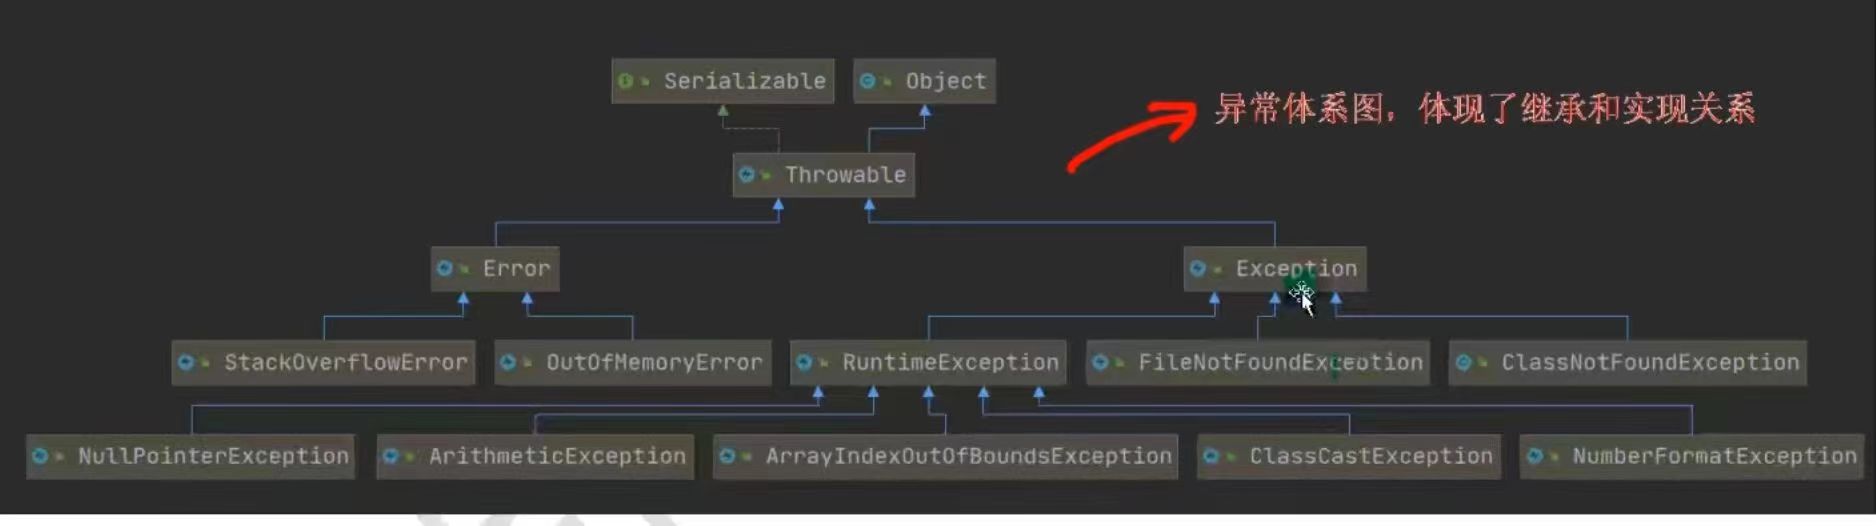 Serializable Object
异常体系图，体现了继承和实现关系
Throwable
Error Exception
StackOverflowError OutOfMemoryError RuntimeException FileNotFoundException ClassNotFoundException
NullPointerException ArithmeticException ArrayIndexOutOfBoundsException ClassCastException NumberFormatException